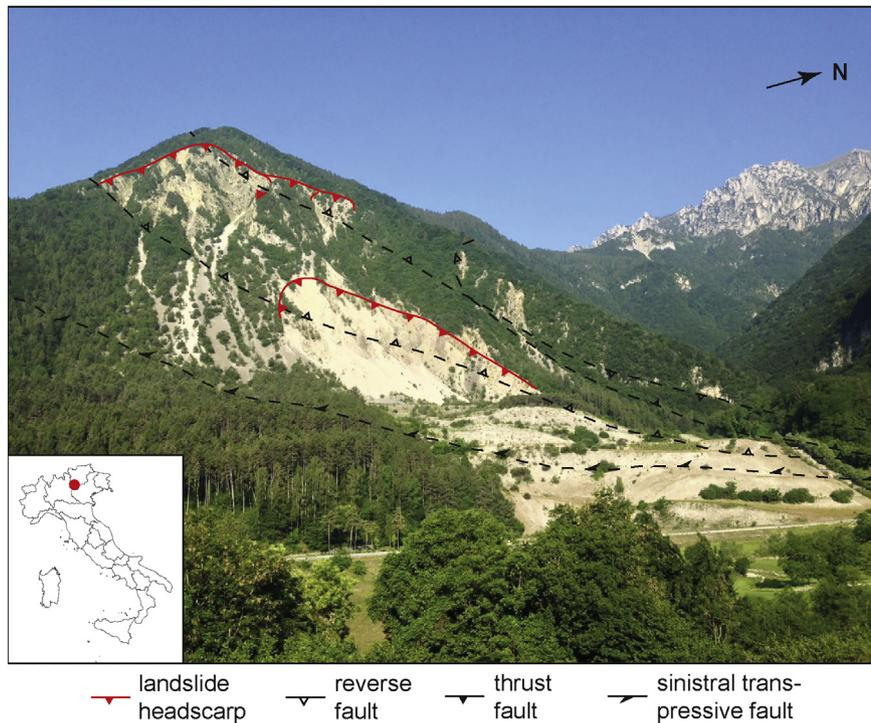 N
landslide headscarp
reverse fault
thrust fault
sinistral trans-
pressive fault